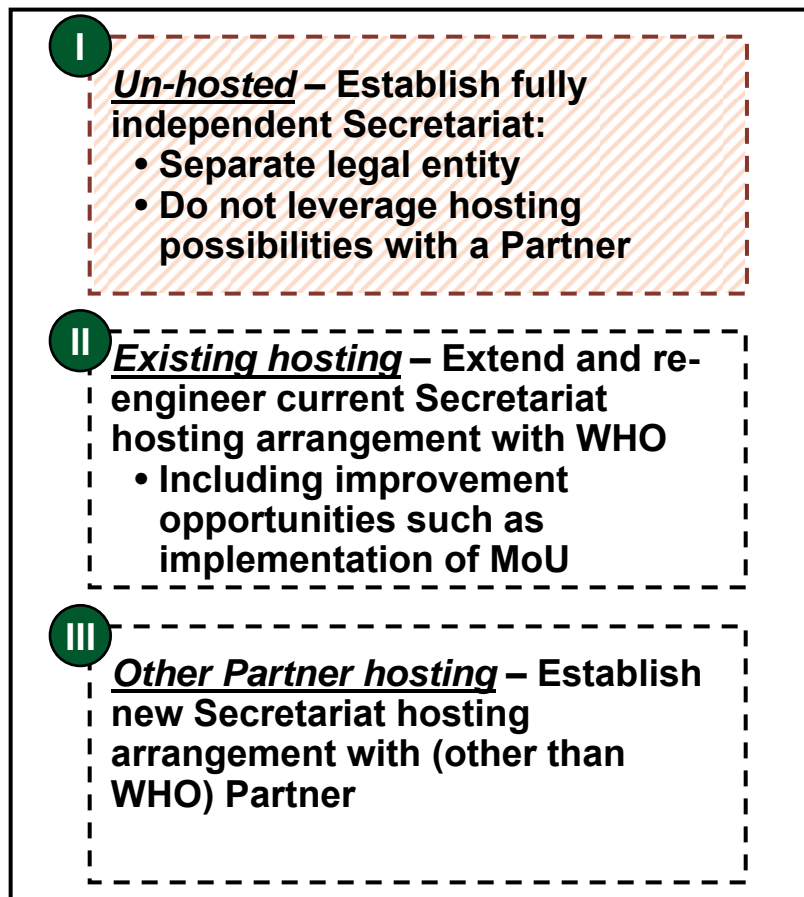 I
Un-hosted – Establish fully
independent Secretariat:
• Separate legal entity
• Do not leverage hosting
possibilities with a Partner
II
Existing hosting – Extend and re-
engineer current Secretariat
hosting arrangement with WHO
• Including improvement
opportunities such as
implementation of MoU
III
Other Partner hosting – Establish
new Secretariat hosting
arrangement with (other than
WHO) Partner